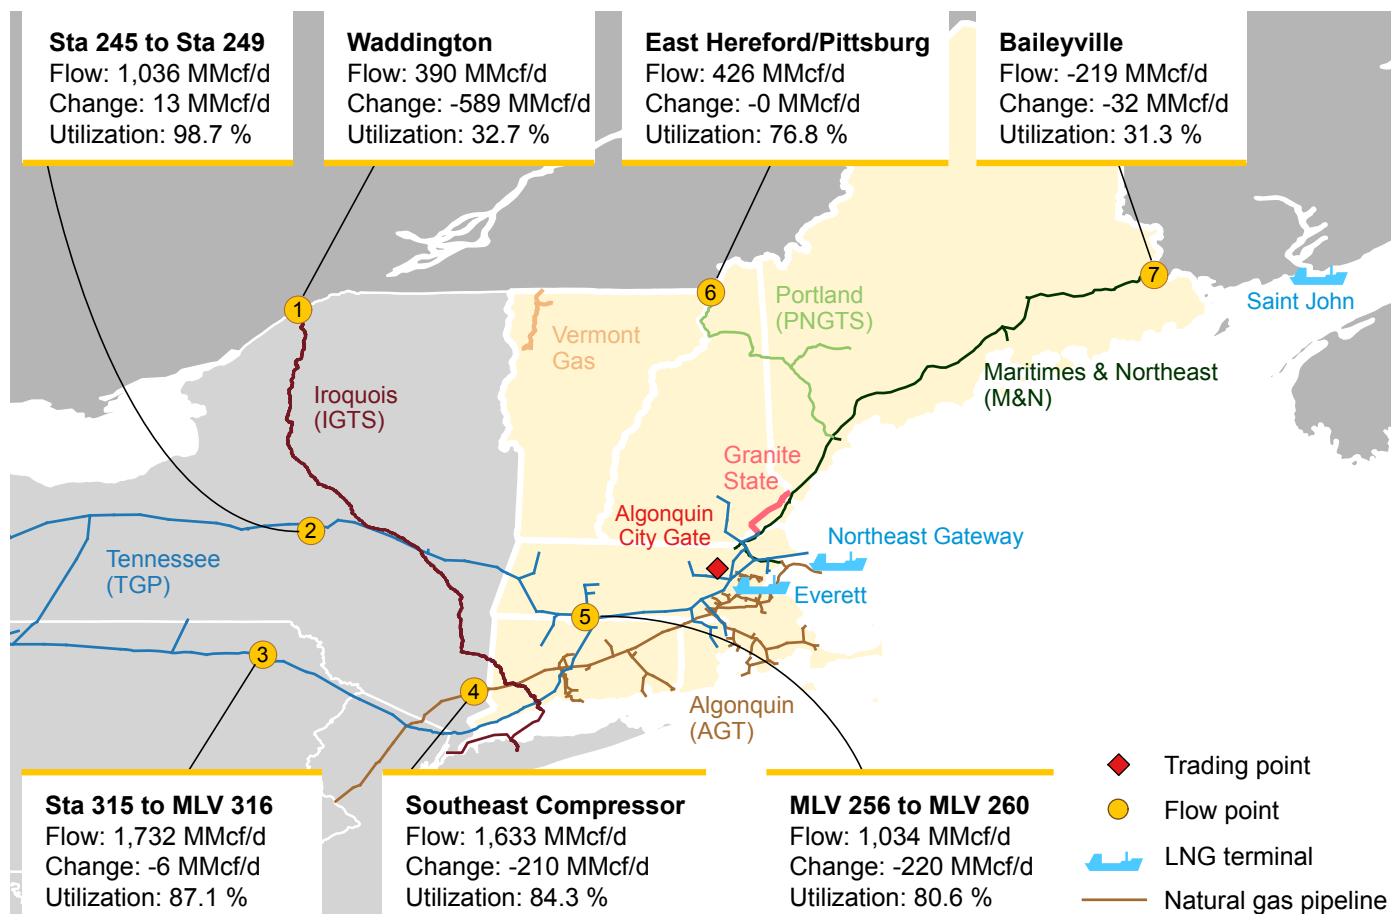 Sta 245 to Sta 249
Flow: 1,036 MMcf/d
Change: 13 MMcf/d
Utilization: 98.7 %
Waddington
Flow: 390 MMcf/d
Change: -589 MMcf/d
Utilization: 32.7 %
East Hereford/Pittsburg
Flow: 426 MMcf/d
Change: -0 MMcf/d
Utilization: 76.8 %
Baileyville
Flow: -219 MMcf/d
Change: -32 MMcf/d
Utilization: 31.3 %
7
6
1
Saint John
Portland
(PNGTS)
Vermont
Gas
Maritimes & Northeast
(M&N)
Iroquois
(IGTS)
Granite
State
Algonquin
City Gate
2
Northeast Gateway
Tennessee
(TGP)
Everett
5
3
4
Algonquin
(AGT)
Sta 315 to MLV 316
Flow: 1,732 MMcf/d
Change: -6 MMcf/d
Utilization: 87.1 %
Southeast Compressor
Flow: 1,633 MMcf/d
Change: -210 MMcf/d
Utilization: 84.3 %
MLV 256 to MLV 260
Flow: 1,034 MMcf/d
Change: -220 MMcf/d
Utilization: 80.6 %
Trading point
Flow point
LNG terminal
Natural gas pipeline